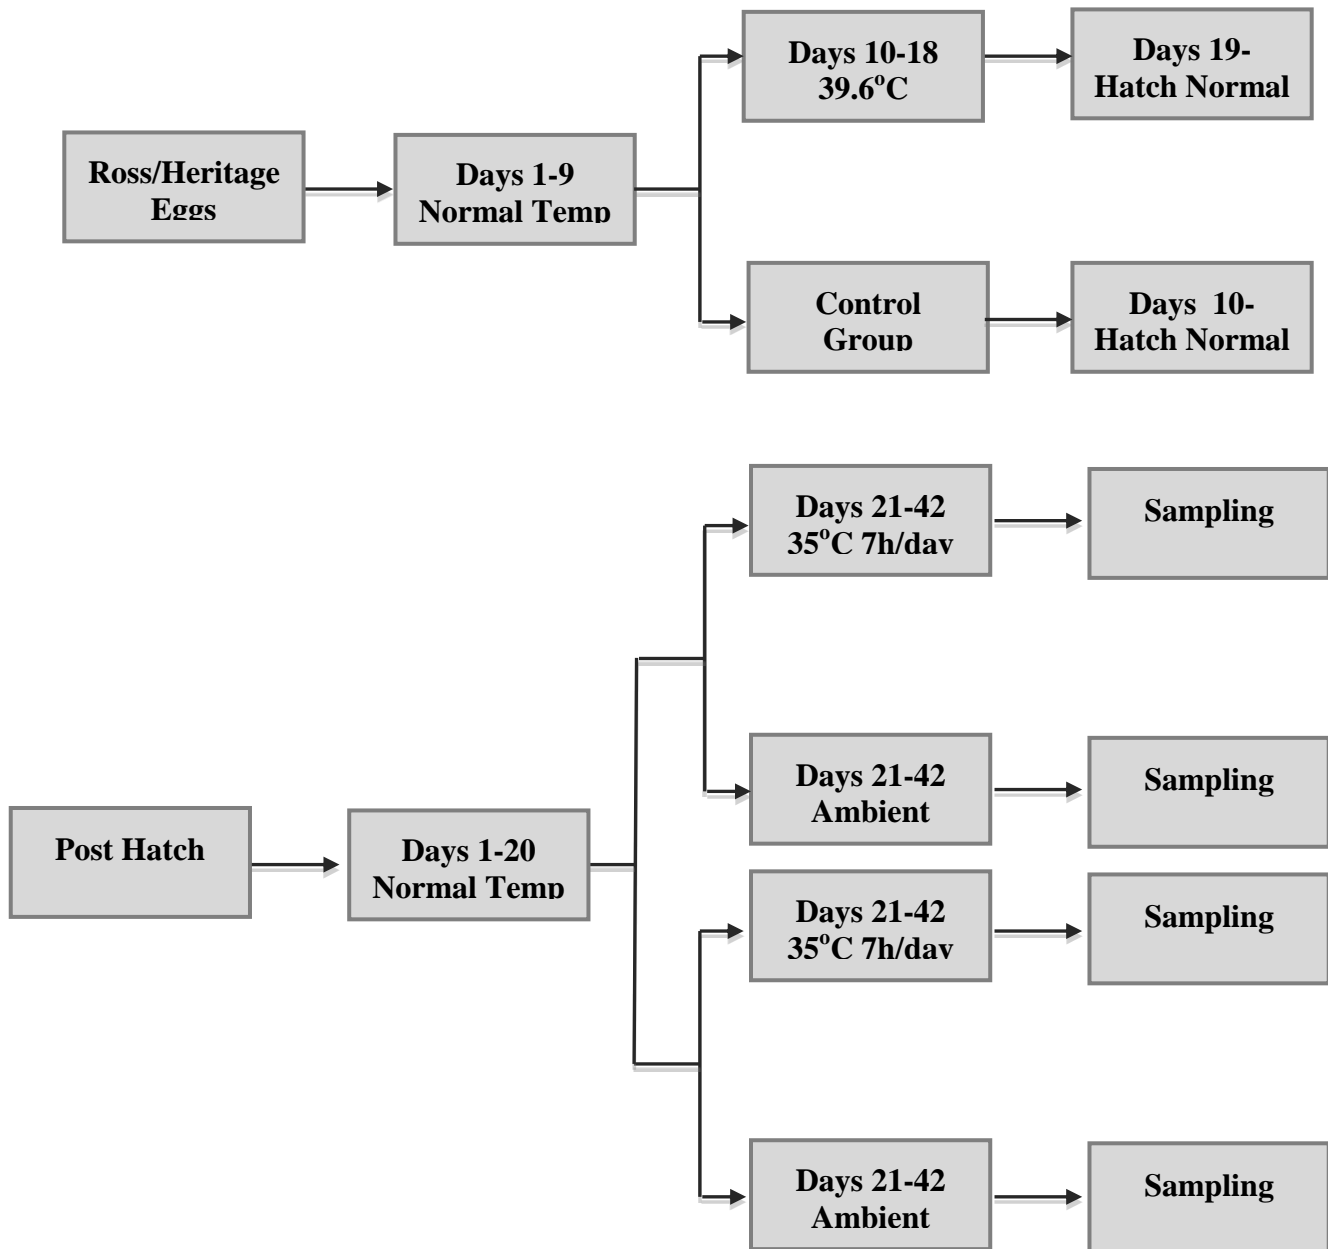 Days 10-18
39.6°C
Days 19-
Hatch Normal
Ross/Heritage
Eggs
Days 1-9
Normal Temp
Control
Group
Days 10-
Hatch Normal
Days 21-42
35°C 7h/day
Sampling
Days 21-42
Ambient
Sampling
Post Hatch
Days 1-20
Normal Temp
Days 21-42
35°C 7h/day
Sampling
Days 21-42
Ambient
Sampling